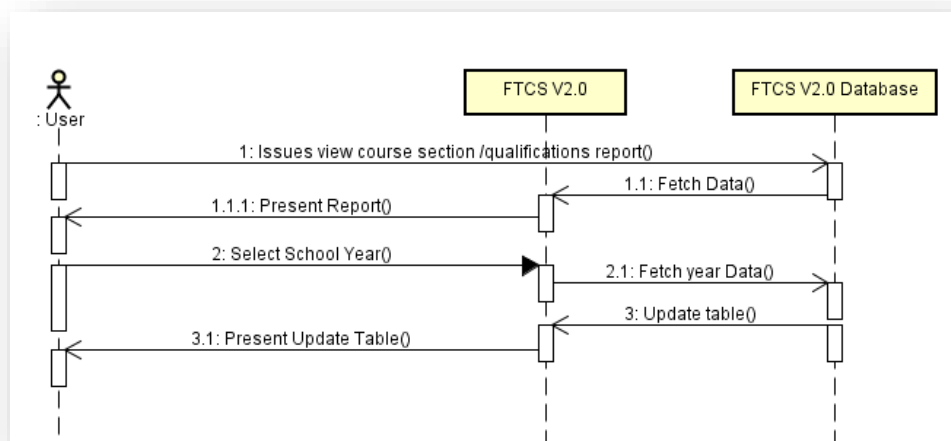 FTCS V2.0
FTCS V2.0 Database
: User
1: Issues view course section /qualifications report()
1.1: Fetch Data()
1.1.1: Present Report()
2: Select School Year()
2.1: Fetch year Data()
3: Update table()
3.1: Present Update Table()